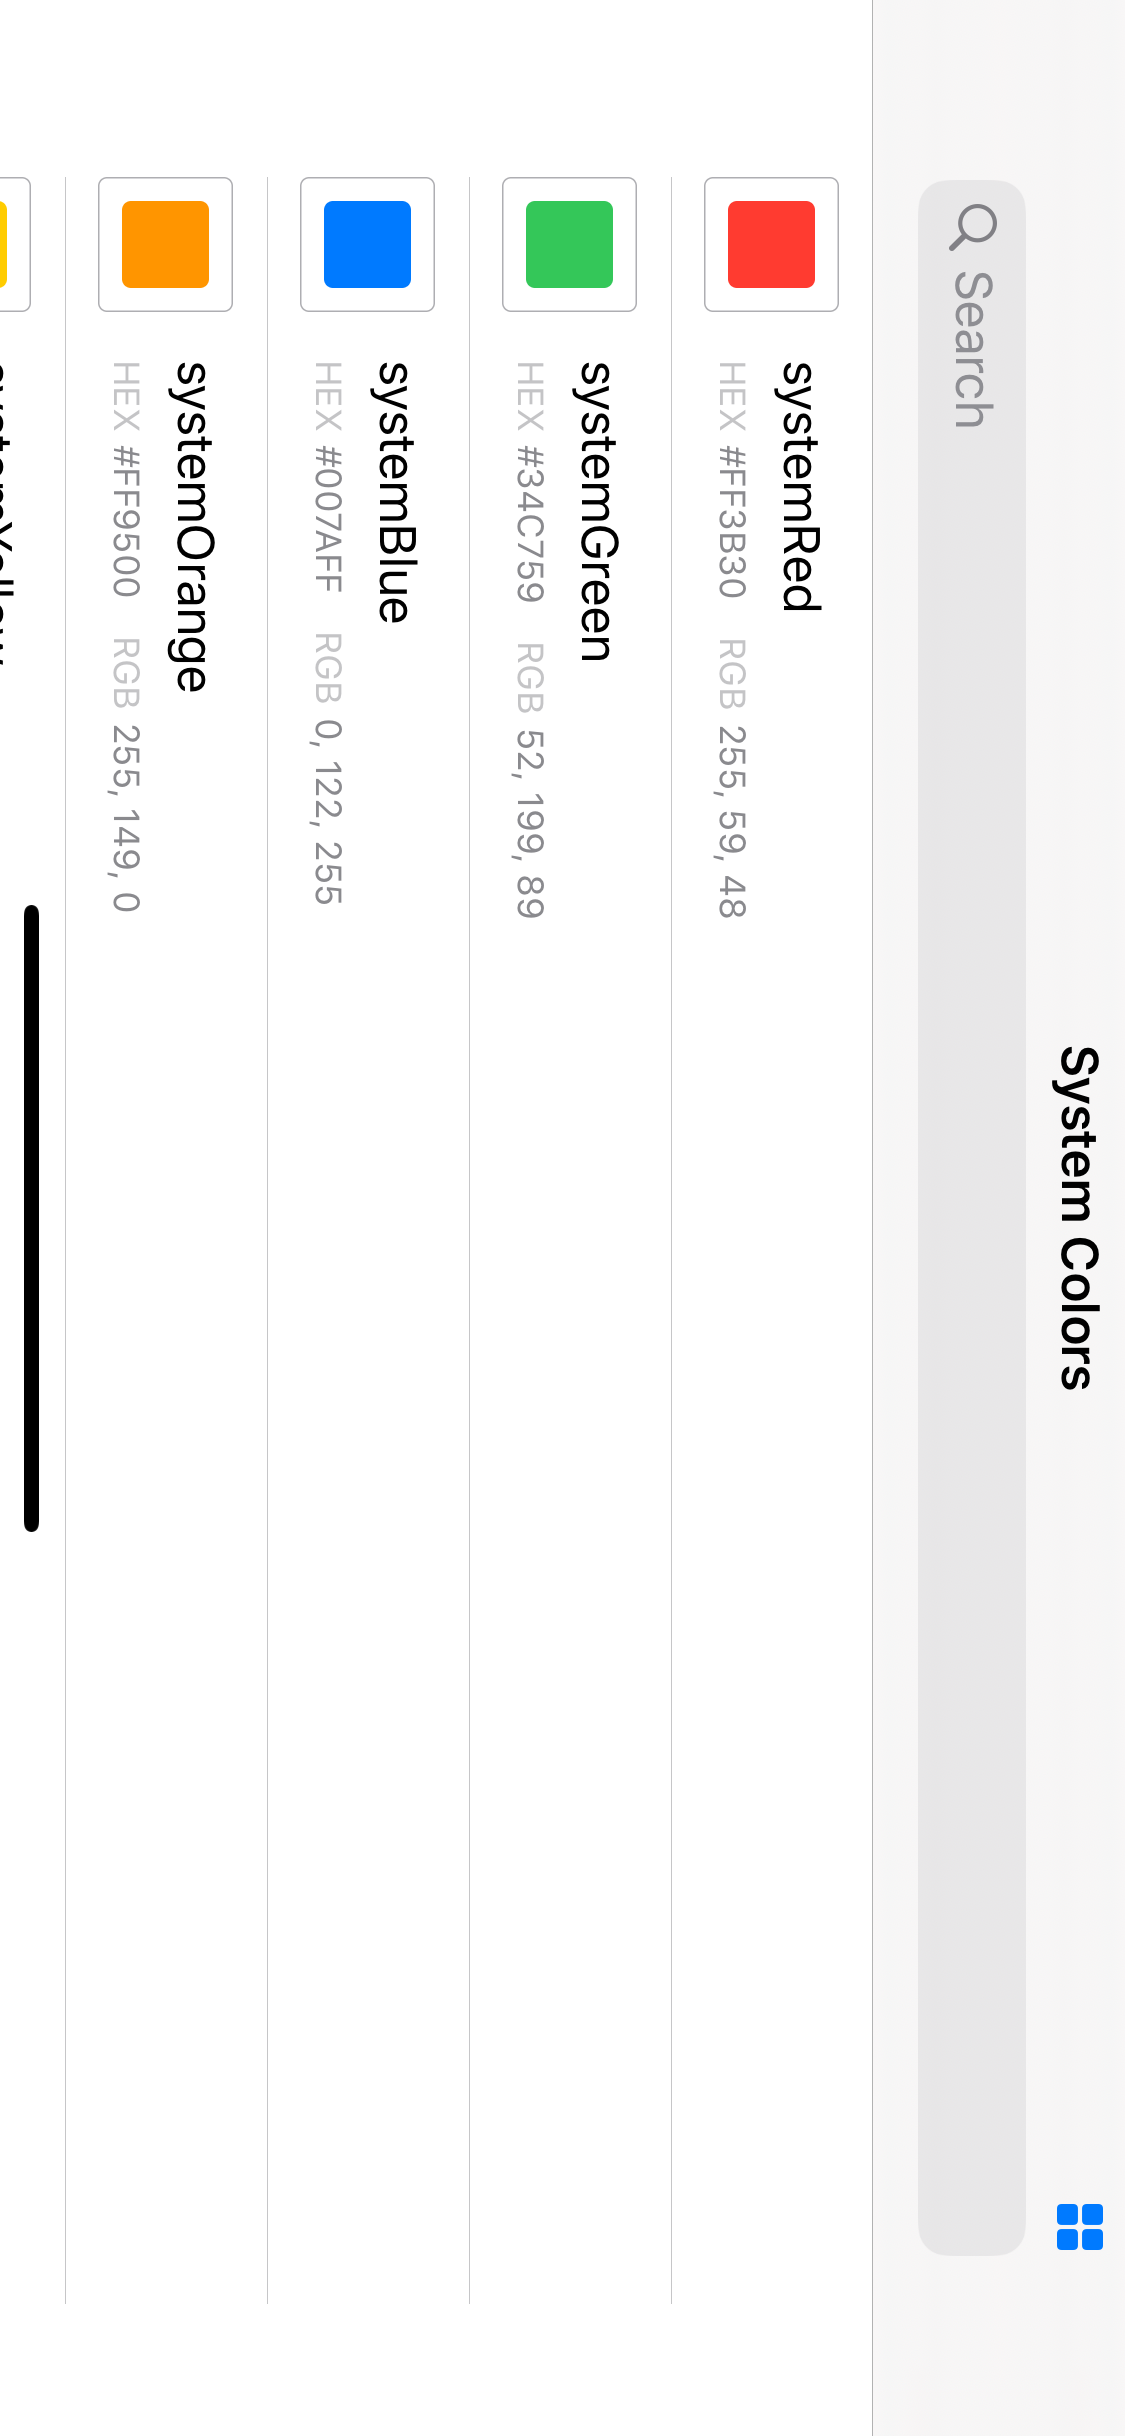 System Colors
Search
systemRed
HEX #FF3B30 RGB 255, 59, 48
systemGreen
HEX #34C759 RGB 52, 199, 89
systemBlue
HEX #007AFF RGB 0, 122, 255
systemOrange
HEX #FF9500 RGB 255, 149, 0
systemYellow